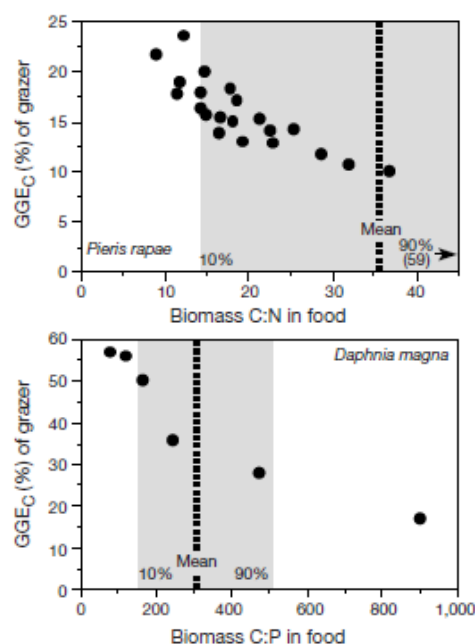 25
20
15
10
5
0
GGEC (%) of grazer
Pieris rapae
10%
Mean
90%
(59)
0 10 20 30 40
Biomass C:N in food
60
50
40
30
20
10
0
GGEC (%) of grazer
Daphnia magna
10%
Mean
90%
0 200 400 600 800 1,000
Biomass C:P in food